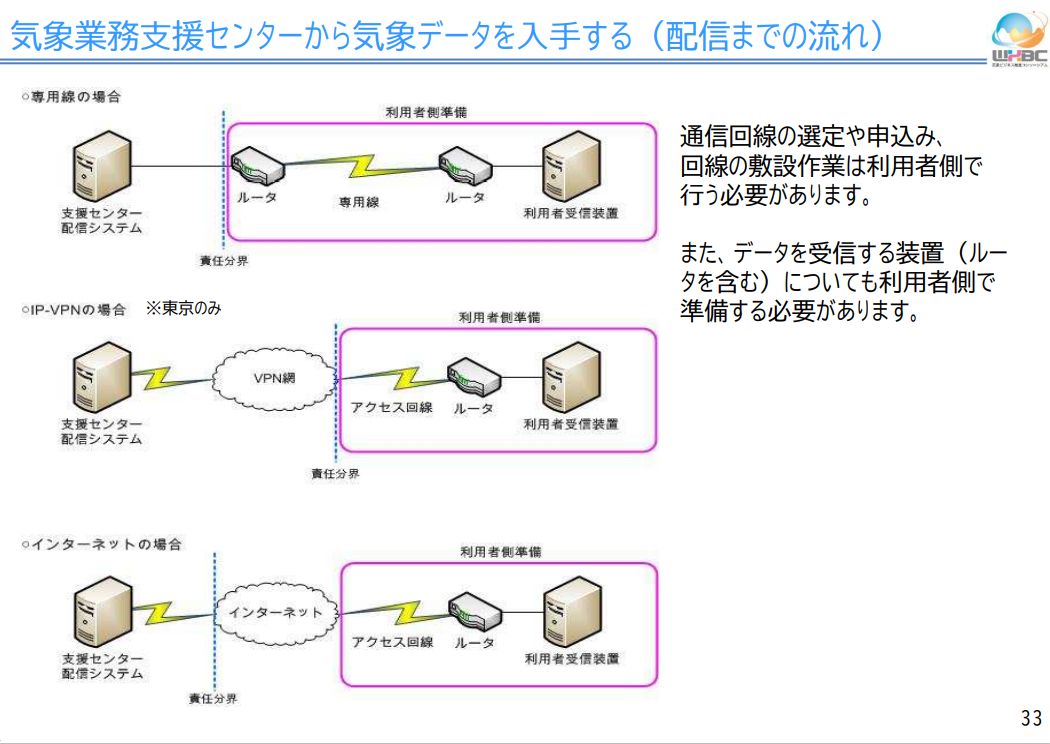 気象業務支援センターから気象データを入手する（配信までの流れ）
WXBC
○専用線の場合
利用者側準備
ルータ
専用線
ルータ
支援センター
配信システム
利用者受信装置
責任分界
通信回線の選定や申込み、
回線の敷設作業は利用者側で
行う必要があります。
また、データを受信する装置（ルー
タを含む）についても利用者側で
準備する必要があります。
○IP-VPNの場合 ※東京のみ
利用者側準備
VPN網
アクセス回線
ルータ
支援センター
配信システム
利用者受信装置
責任分界
○インターネットの場合
利用者側準備
インターネット
アクセス回線
ルータ
支援センター
配信システム
利用者受信装置
責任分界
33